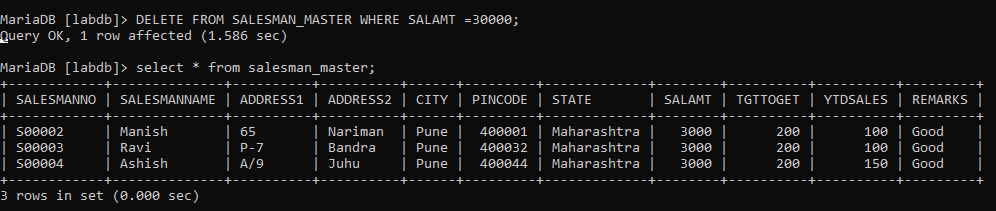 MariaDB [labdb]> DELETE FROM SALESMAN_MASTER WHERE SALAMT =30000;
Query OK, 1 row affected (1.586 sec)
MariaDB [labdb]> select * from salesman_master;
+------------+--------------+----------+----------+------+---------+-------------+--------+----------+----------+---------+
| SALESMANNO | SALESMANNAME | ADDRESS1 | ADDRESS2 | CITY | PINCODE | STATE       | SALAMT | TGTTOGET | YTDSALES | REMARKS |
+------------+--------------+----------+----------+------+---------+-------------+--------+----------+----------+---------+
| S00002     | Manish       | 65       | Nariman  | Pune |  400001 | Maharashtra |   3000 |      200 |      100 | Good    |
| S00003     | Ravi         | P-7      | Bandra   | Pune |  400032 | Maharashtra |   3000 |      200 |      100 | Good    |
| S00004     | Ashish       | A/9      | Juhu     | Pune |  400044 | Maharashtra |   3000 |      200 |      150 | Good    |
+------------+--------------+----------+----------+------+---------+-------------+--------+----------+----------+---------+
3 rows in set (0.000 sec)